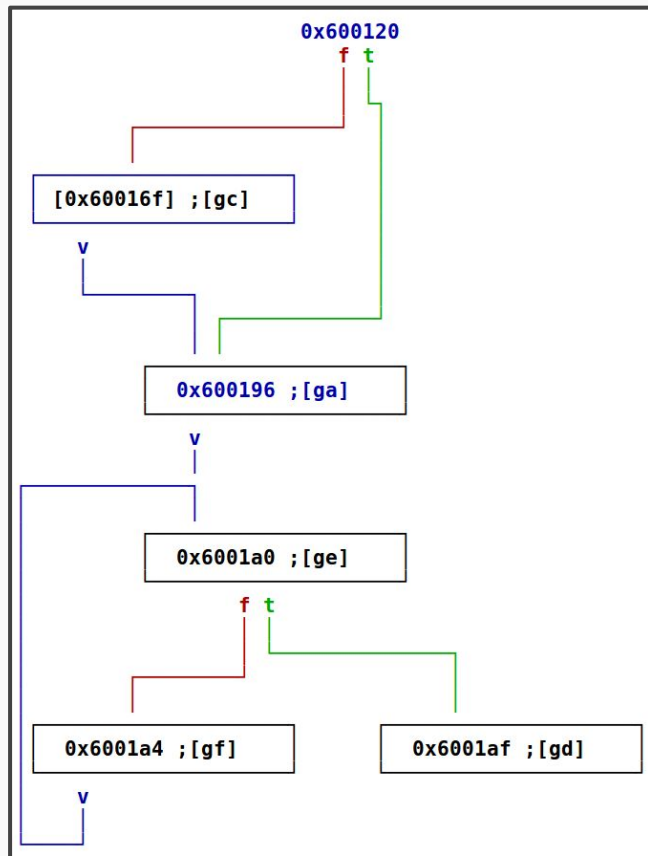 0x600120
f t
[0x60016f] ;[gc]
v
0x600196 ;[ga]
v
0x6001a0 ;[ge]
f t
0x6001a4 ;[gf] 0x6001af ;[gd]
v